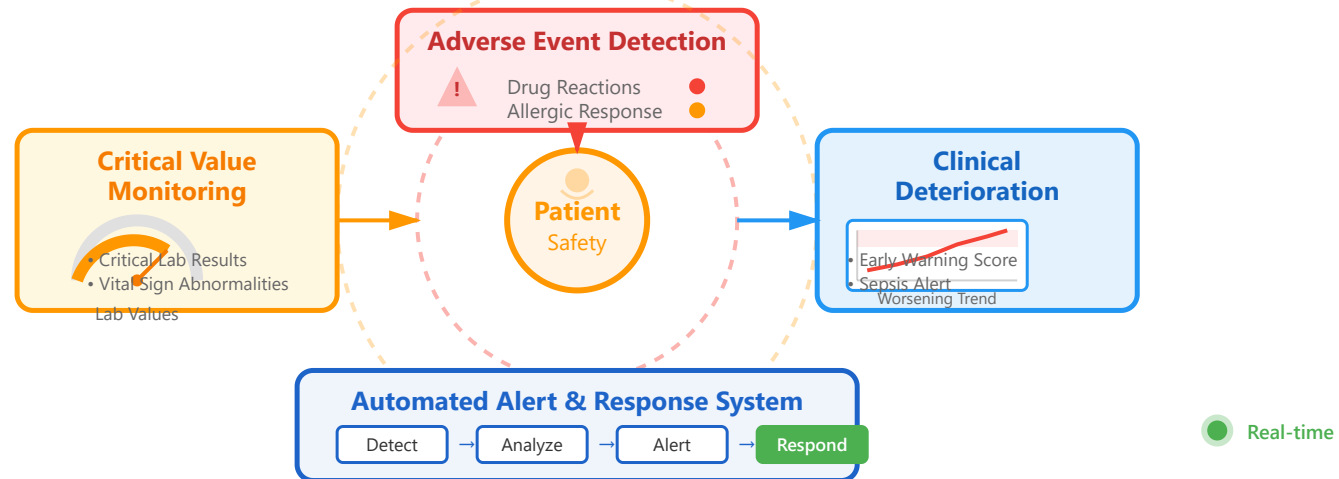 Adverse Event Detection
!
Drug Reactions
Allergic Response
Critical Value
Monitoring
• Critical Lab Results
• Vital Sign Abnormalities
Lab Values
Patient
Safety
Clinical
Deterioration
• Early Warning Score
• Sepsis Alert
Worsening Trend
Automated Alert & Response System
Detect → Analyze → Alert → Respond
Real-time